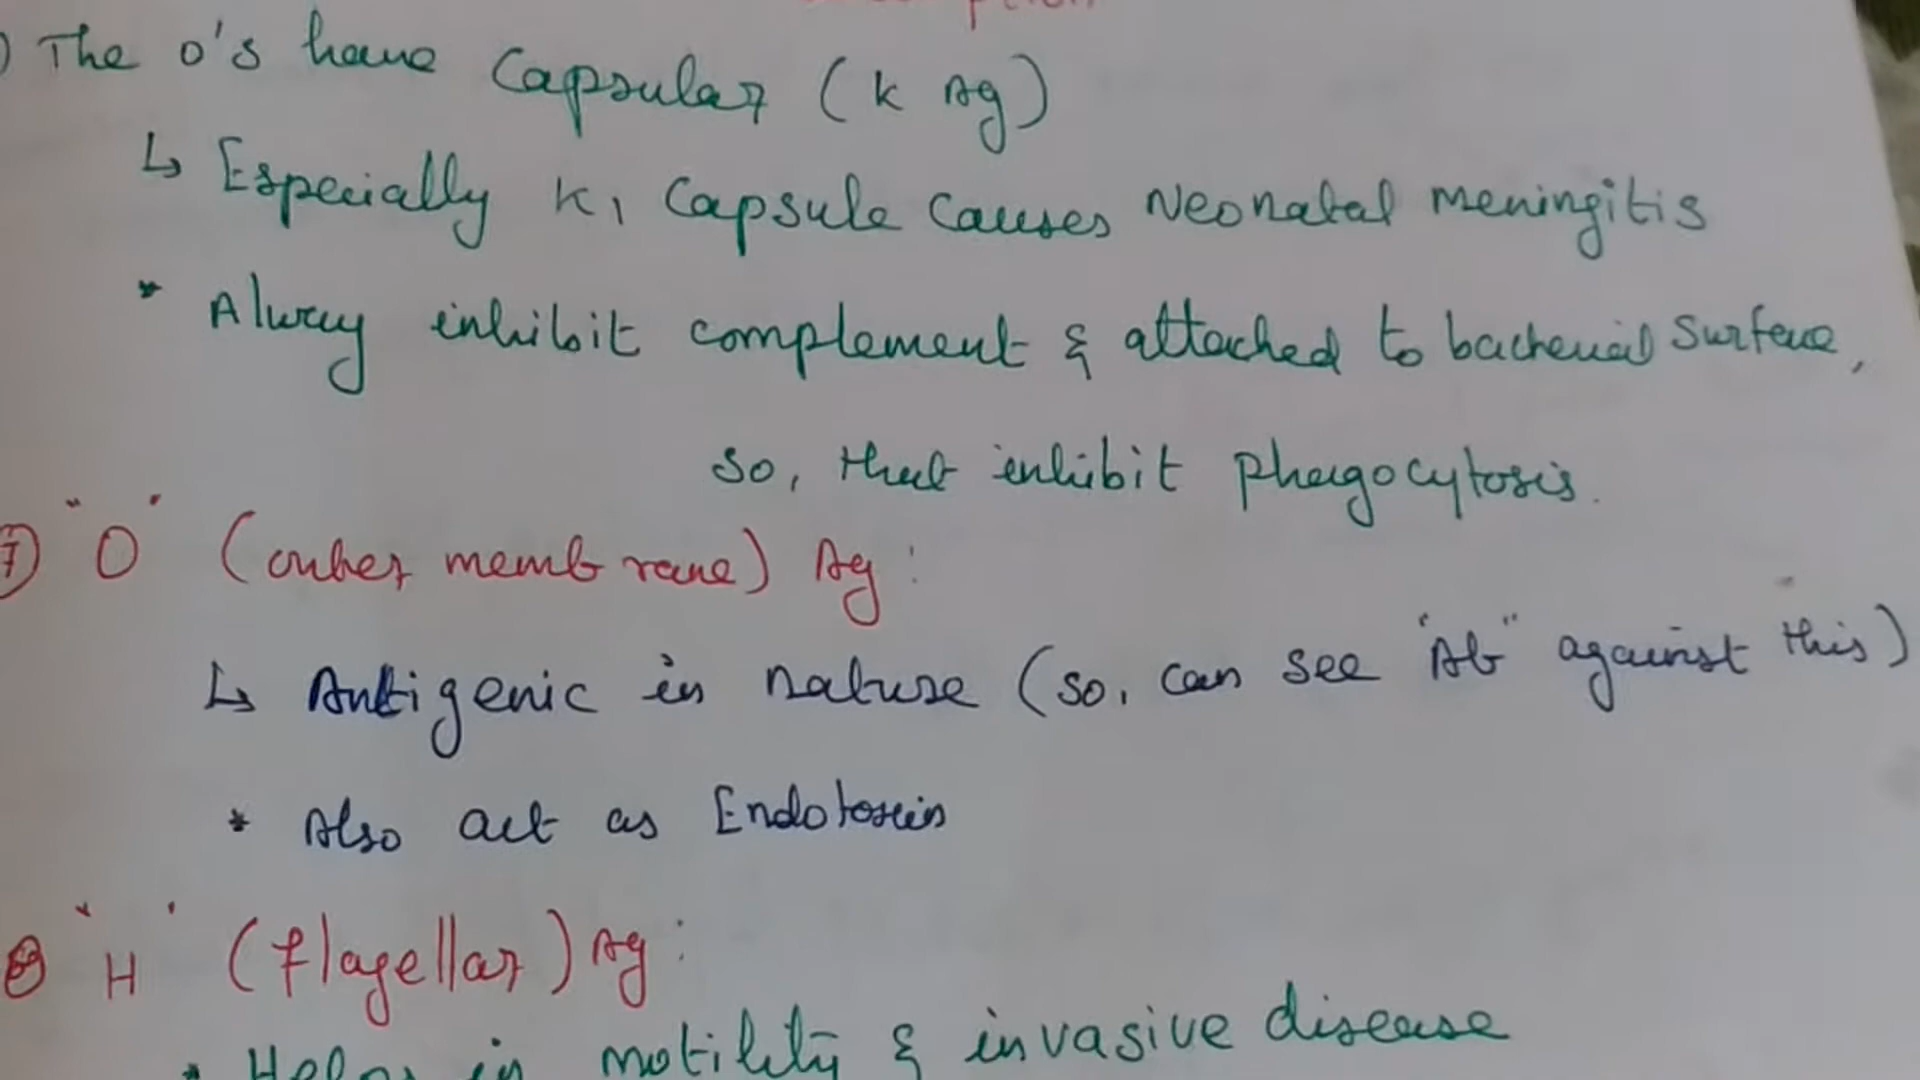 The O's have Capsular (K Ag)
↳ Especially K1 Capsule Causes Neonatal meningitis
* Alway inhibit complement & attached to bacterial Surface,
So, that inhibit phagocytosis.
⑦ "O" (outer membrane) Ag:
↳ Antigenic in nature (so, can see "Ab" against this)
* Also act as Endotoxin
⑧ "H" (flagellar) Ag:
* Helps in motility & invasive disease